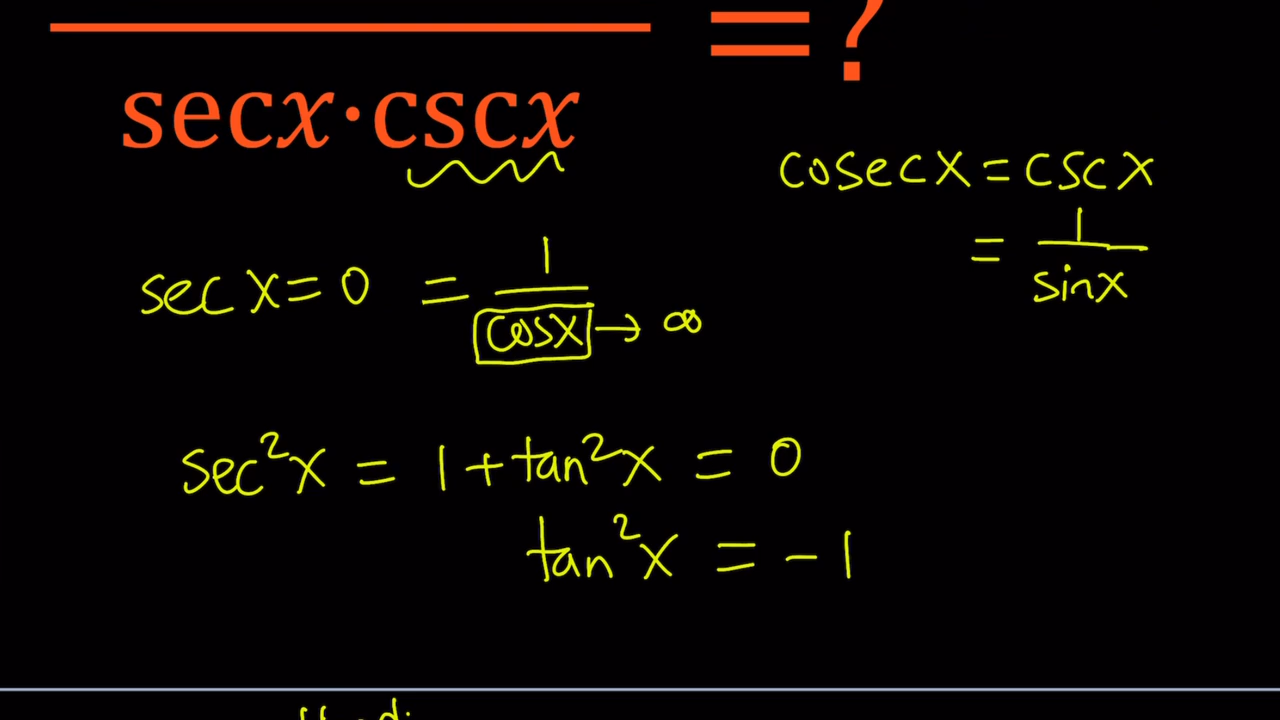 =?
secx·cscx
cosecx = cscx
= 1/sinx
secx = 0 = 1/cosx → ∞
sec²x = 1 + tan²x = 0
tan²x = -1